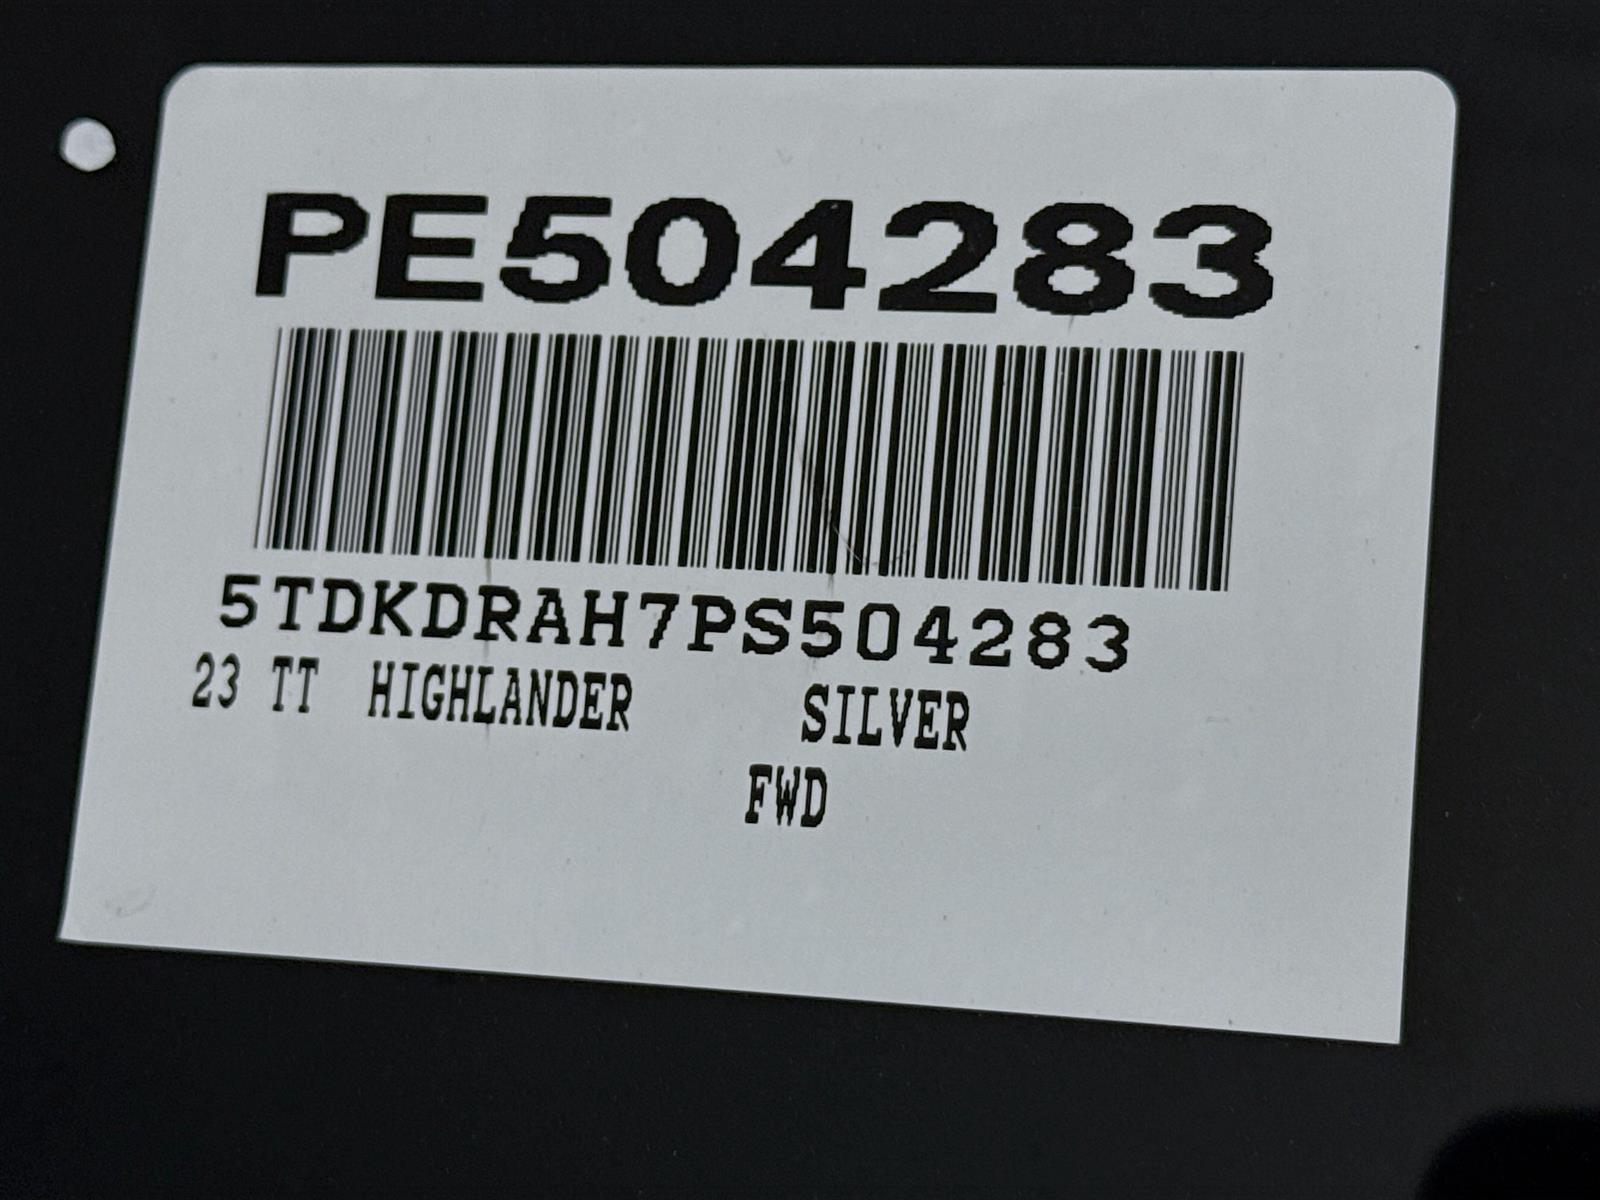 PE504283
5TDKDRAH7PS504283
23 TT HIGHLANDER SILVER
FWD